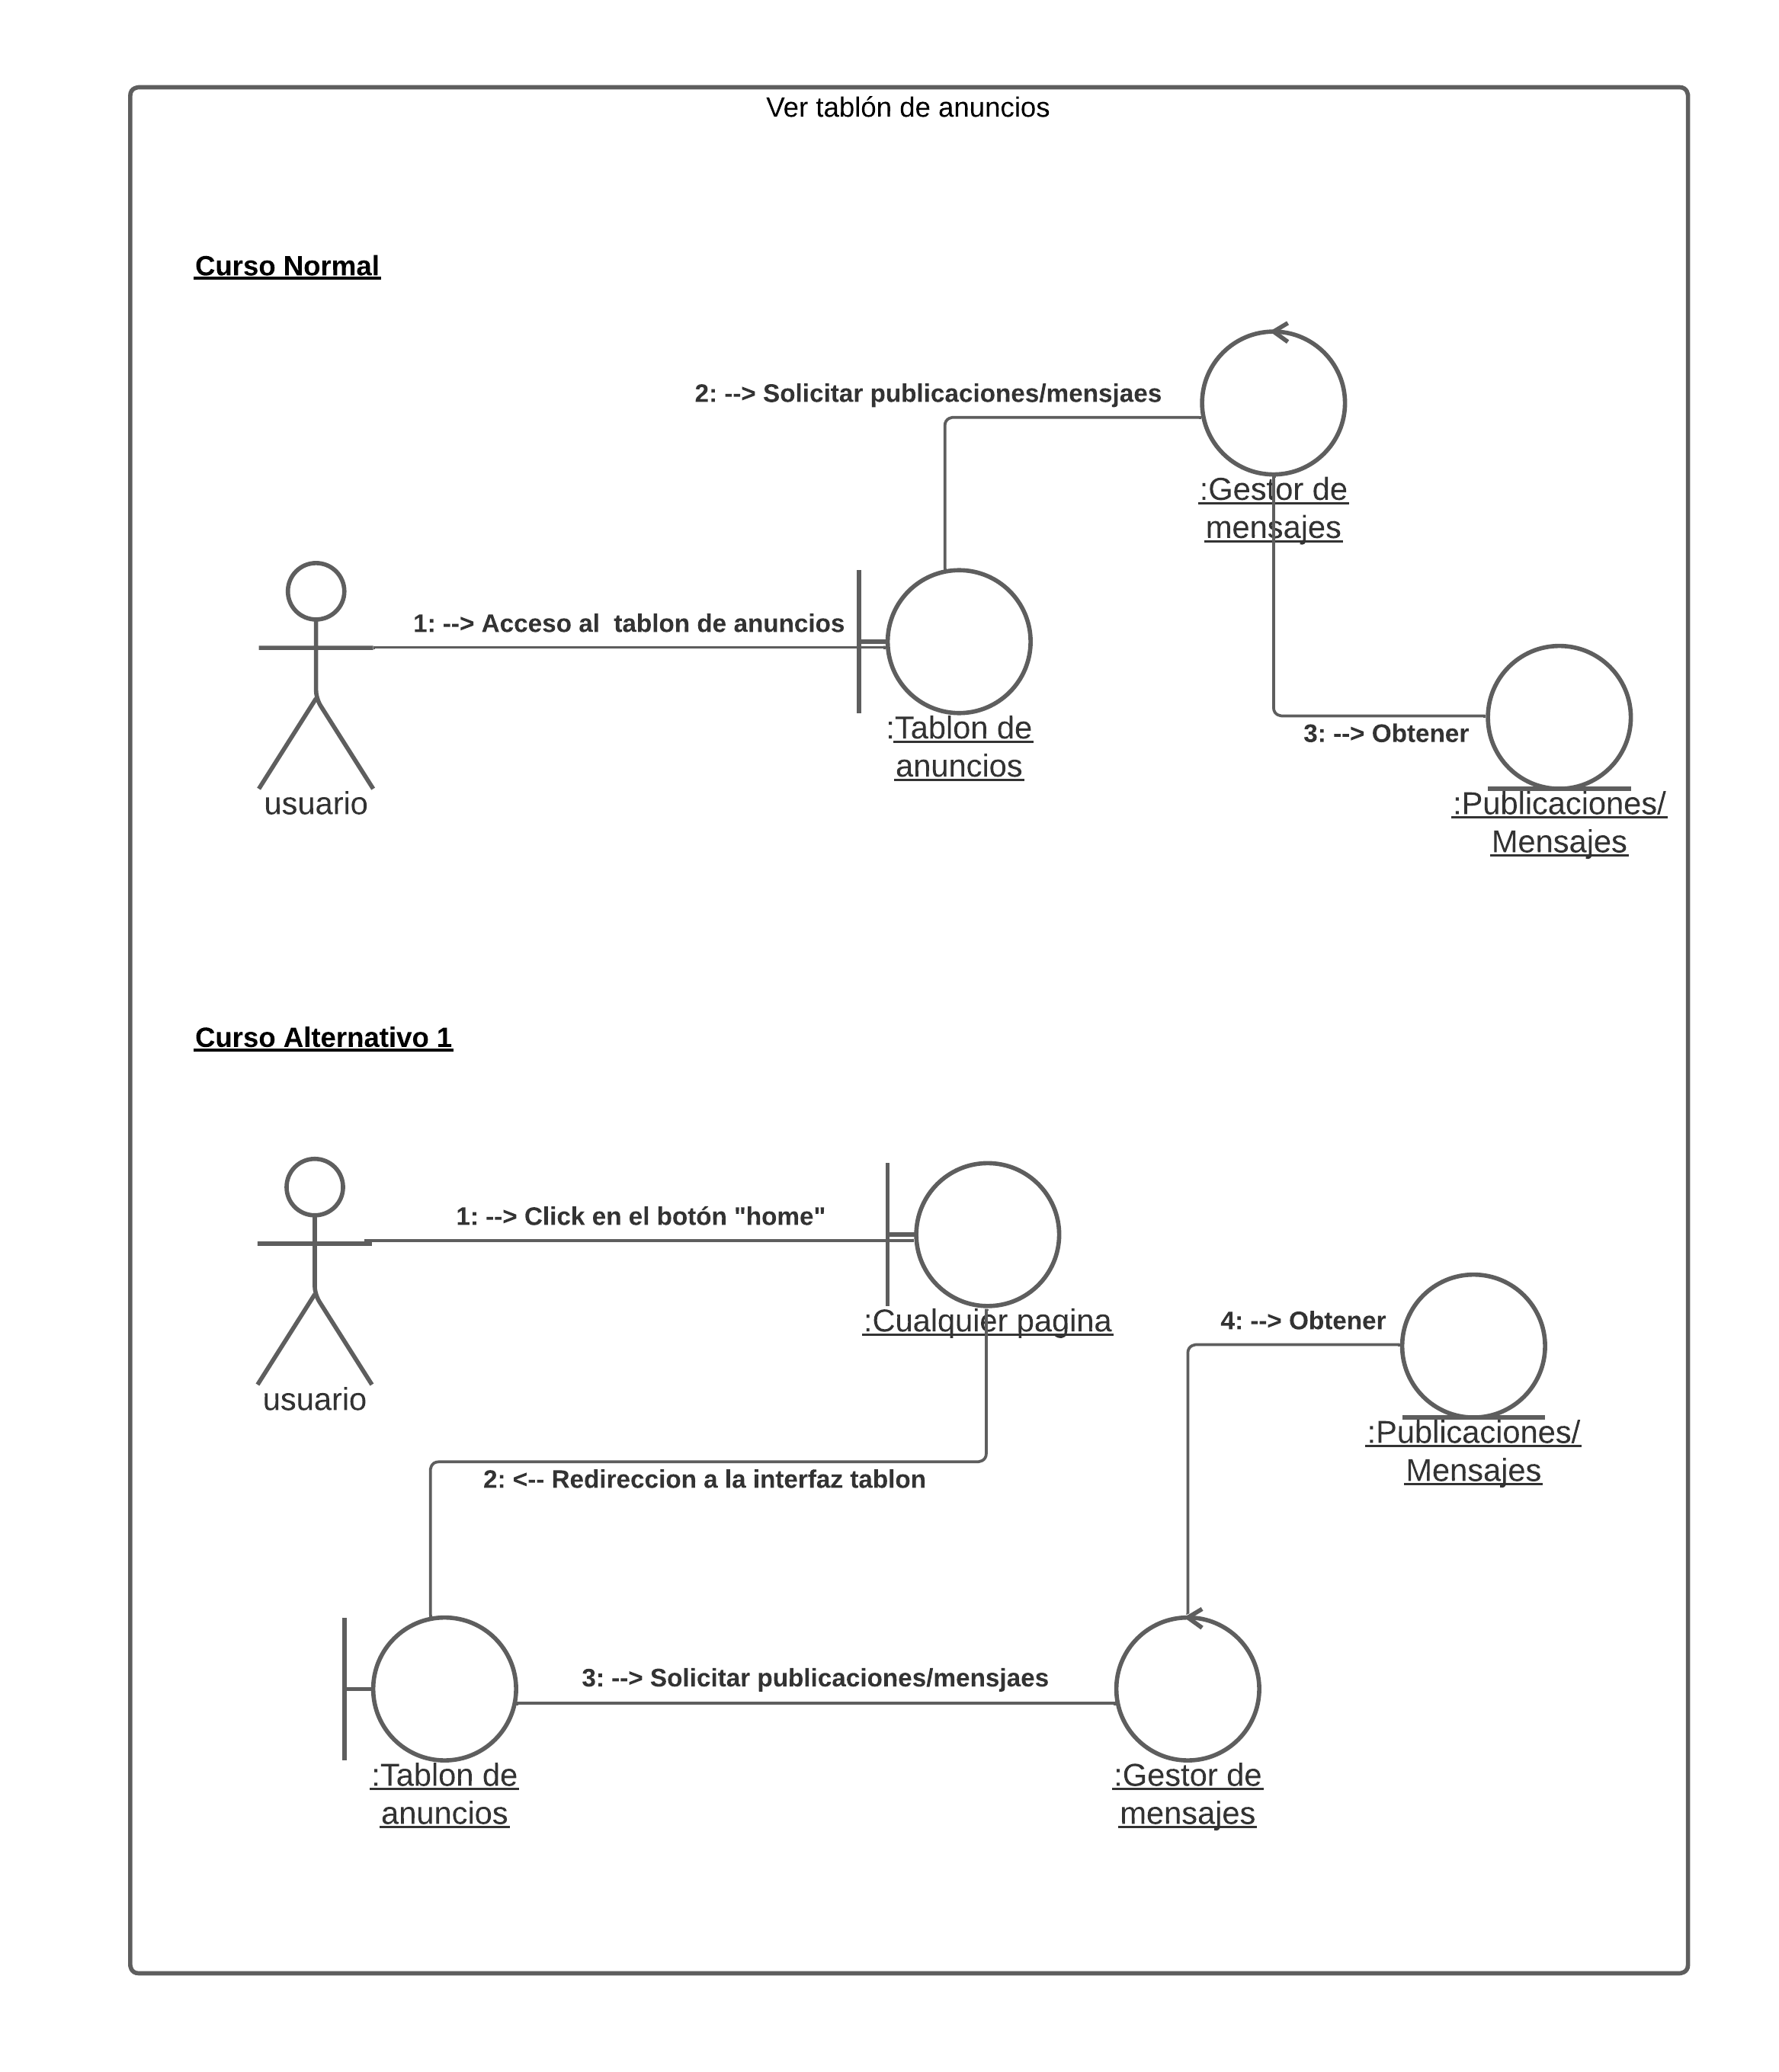 Ver tablón de anuncios
Curso Normal
2: --> Solicitar publicaciones/mensjaes
:Gestor de
mensajes
1: --> Acceso al  tablon de anuncios
:Tablon de
anuncios
usuario
3: --> Obtener
:Publicaciones/
Mensajes
Curso Alternativo 1
1: --> Click en el botón "home"
:Cualquier pagina
usuario
4: --> Obtener
:Publicaciones/
Mensajes
2: <-- Redireccion a la interfaz tablon
3: --> Solicitar publicaciones/mensjaes
:Tablon de
anuncios
:Gestor de
mensajes